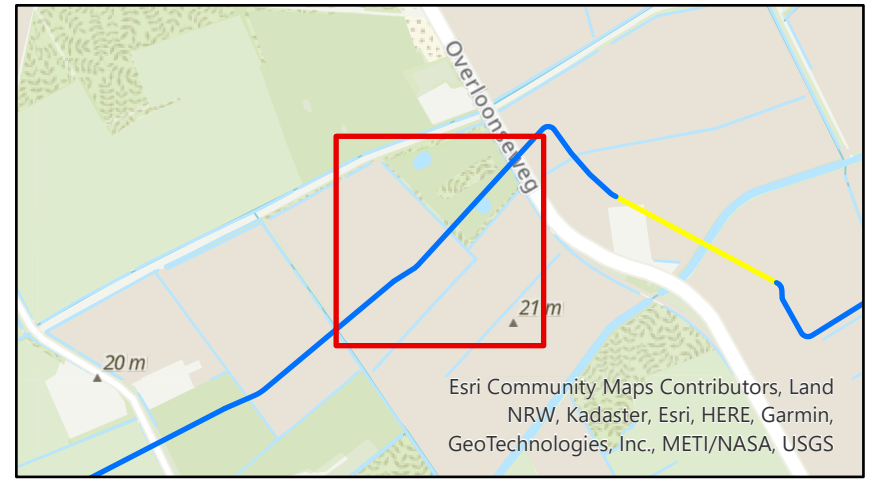 Overloonseweg
21 m
20 m
Esri Community Maps Contributors, Land
NRW, Kadaster, Esri, HERE, Garmin,
GeoTechnologies, Inc., METI/NASA, USGS